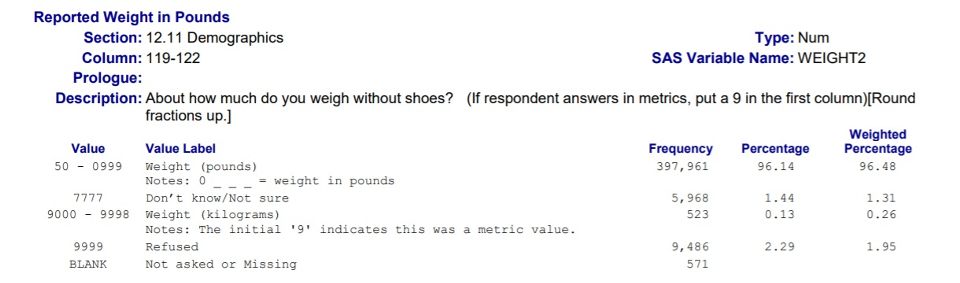 Reported Weight in Pounds
Section: 12.11 Demographics Type: Num
Column: 119-122 SAS Variable Name: WEIGHT2
Prologue:
Description: About how much do you weigh without shoes? (If respondent answers in metrics, put a 9 in the first column)[Round
fractions up.]
Value Value Label Frequency Percentage Weighted Percentage
50 - 0999 Weight (pounds) 397,961 96.14 96.48
Notes: 0 _ _ _ = weight in pounds
7777 Don't know/Not sure 5,968 1.44 1.31
9000 - 9998 Weight (kilograms) 523 0.13 0.26
Notes: The initial '9' indicates this was a metric value.
9999 Refused 9,486 2.29 1.95
BLANK Not asked or Missing 571